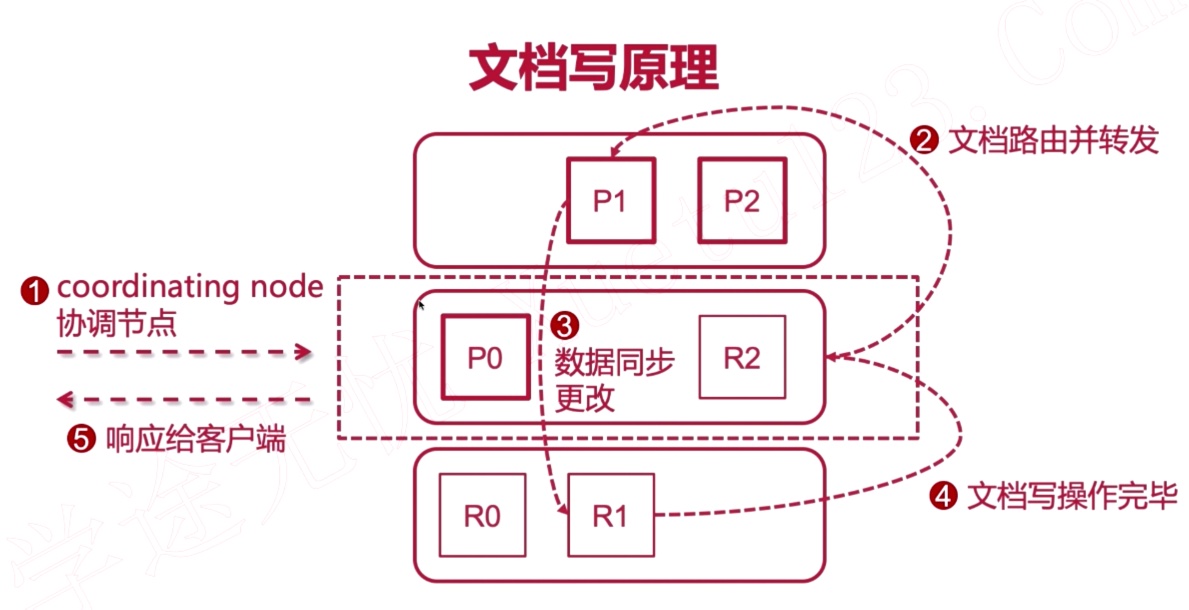 文档写原理
❷ 文档路由并转发
P1
P2
❶ coordinating node
协调节点
P0
❸
数据同步
更改
R2
❺ 响应给客户端
R0
R1
❹ 文档写操作完毕